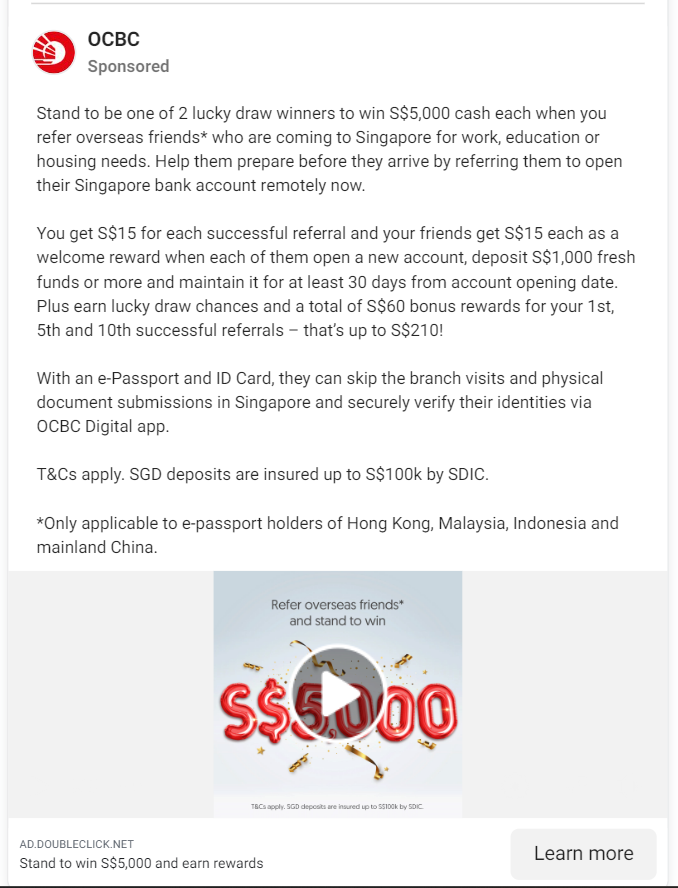 OCBC
Sponsored
Stand to be one of 2 lucky draw winners to win S$5,000 cash each when you
refer overseas friends* who are coming to Singapore for work, education or
housing needs. Help them prepare before they arrive by referring them to open
their Singapore bank account remotely now.
You get S$15 for each successful referral and your friends get S$15 each as a
welcome reward when each of them open a new account, deposit S$1,000 fresh
funds or more and maintain it for at least 30 days from account opening date.
Plus earn lucky draw chances and a total of S$60 bonus rewards for your 1st,
5th and 10th successful referrals – that’s up to S$210!
With an e-Passport and ID Card, they can skip the branch visits and physical
document submissions in Singapore and securely verify their identities via
OCBC Digital app.
T&Cs apply. SGD deposits are insured up to S$100k by SDIC.
*Only applicable to e-passport holders of Hong Kong, Malaysia, Indonesia and
mainland China.
Refer overseas friends*
and stand to win
S$5,000
T&Cs apply. SGD deposits are insured up to S$100k by SDIC.
AD.DOUBLECLICK.NET
Stand to win S$5,000 and earn rewards
Learn more